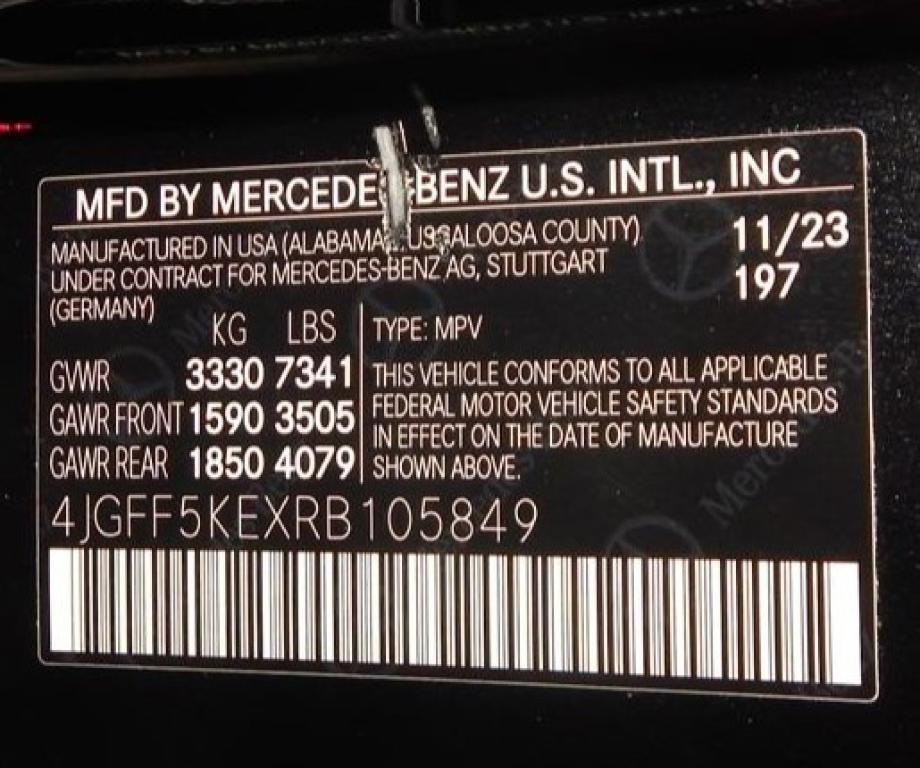 MFD BY MERCEDES-BENZ U.S. INTL., INC
MANUFACTURED IN USA (ALABAMA, TUSSALOOSA COUNTY)
UNDER CONTRACT FOR MERCEDES-BENZ AG, STUTTGART
(GERMANY)
11/23
197
KG LBS
GVWR 3330 7341
GAWR FRONT 1590 3505
GAWR REAR 1850 4079
TYPE: MPV
THIS VEHICLE CONFORMS TO ALL APPLICABLE
FEDERAL MOTOR VEHICLE SAFETY STANDARDS
IN EFFECT ON THE DATE OF MANUFACTURE
SHOWN ABOVE.
4JGFF5KEXRB105849